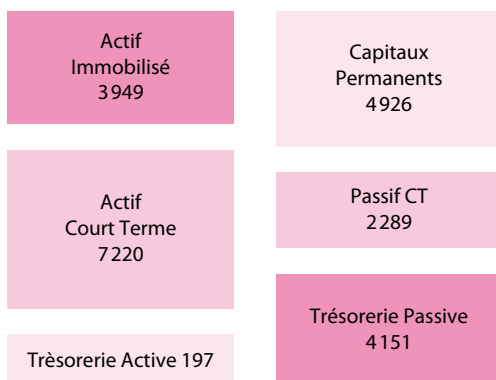 Actif
Immobilisé
3 949
Actif
Court Terme
7 220
Trèsorerie Active 197
Capitaux
Permanents
4 926
Passif CT
2 289
Trésorerie Passive
4 151